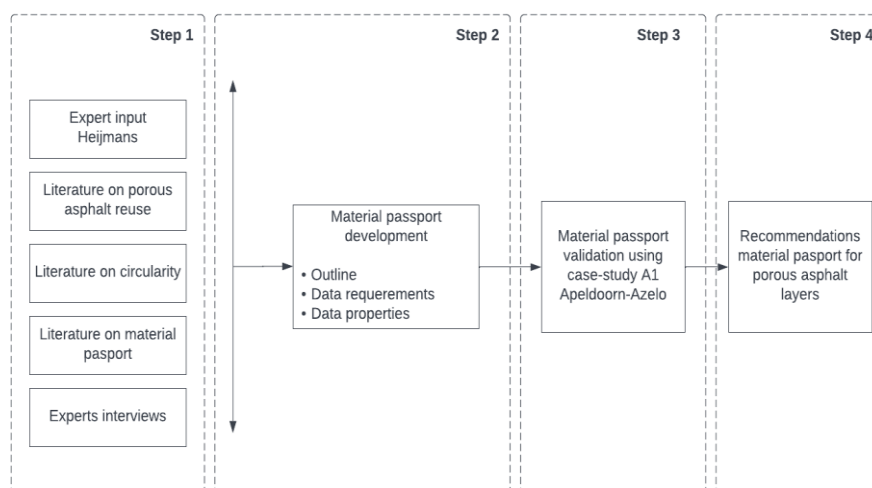 Step 1
Expert input
Heijmans
Literature on porous
asphalt reuse
Literature on circularity
Literature on material
pasport
Experts interviews
Step 2
Material passport
development
• Outline
• Data requerements
• Data properties
Step 3
Material passport
validation using
case-study A1
Apeldoorn-Azelo
Step 4
Recommendations
material pasport for
porous asphalt
layers